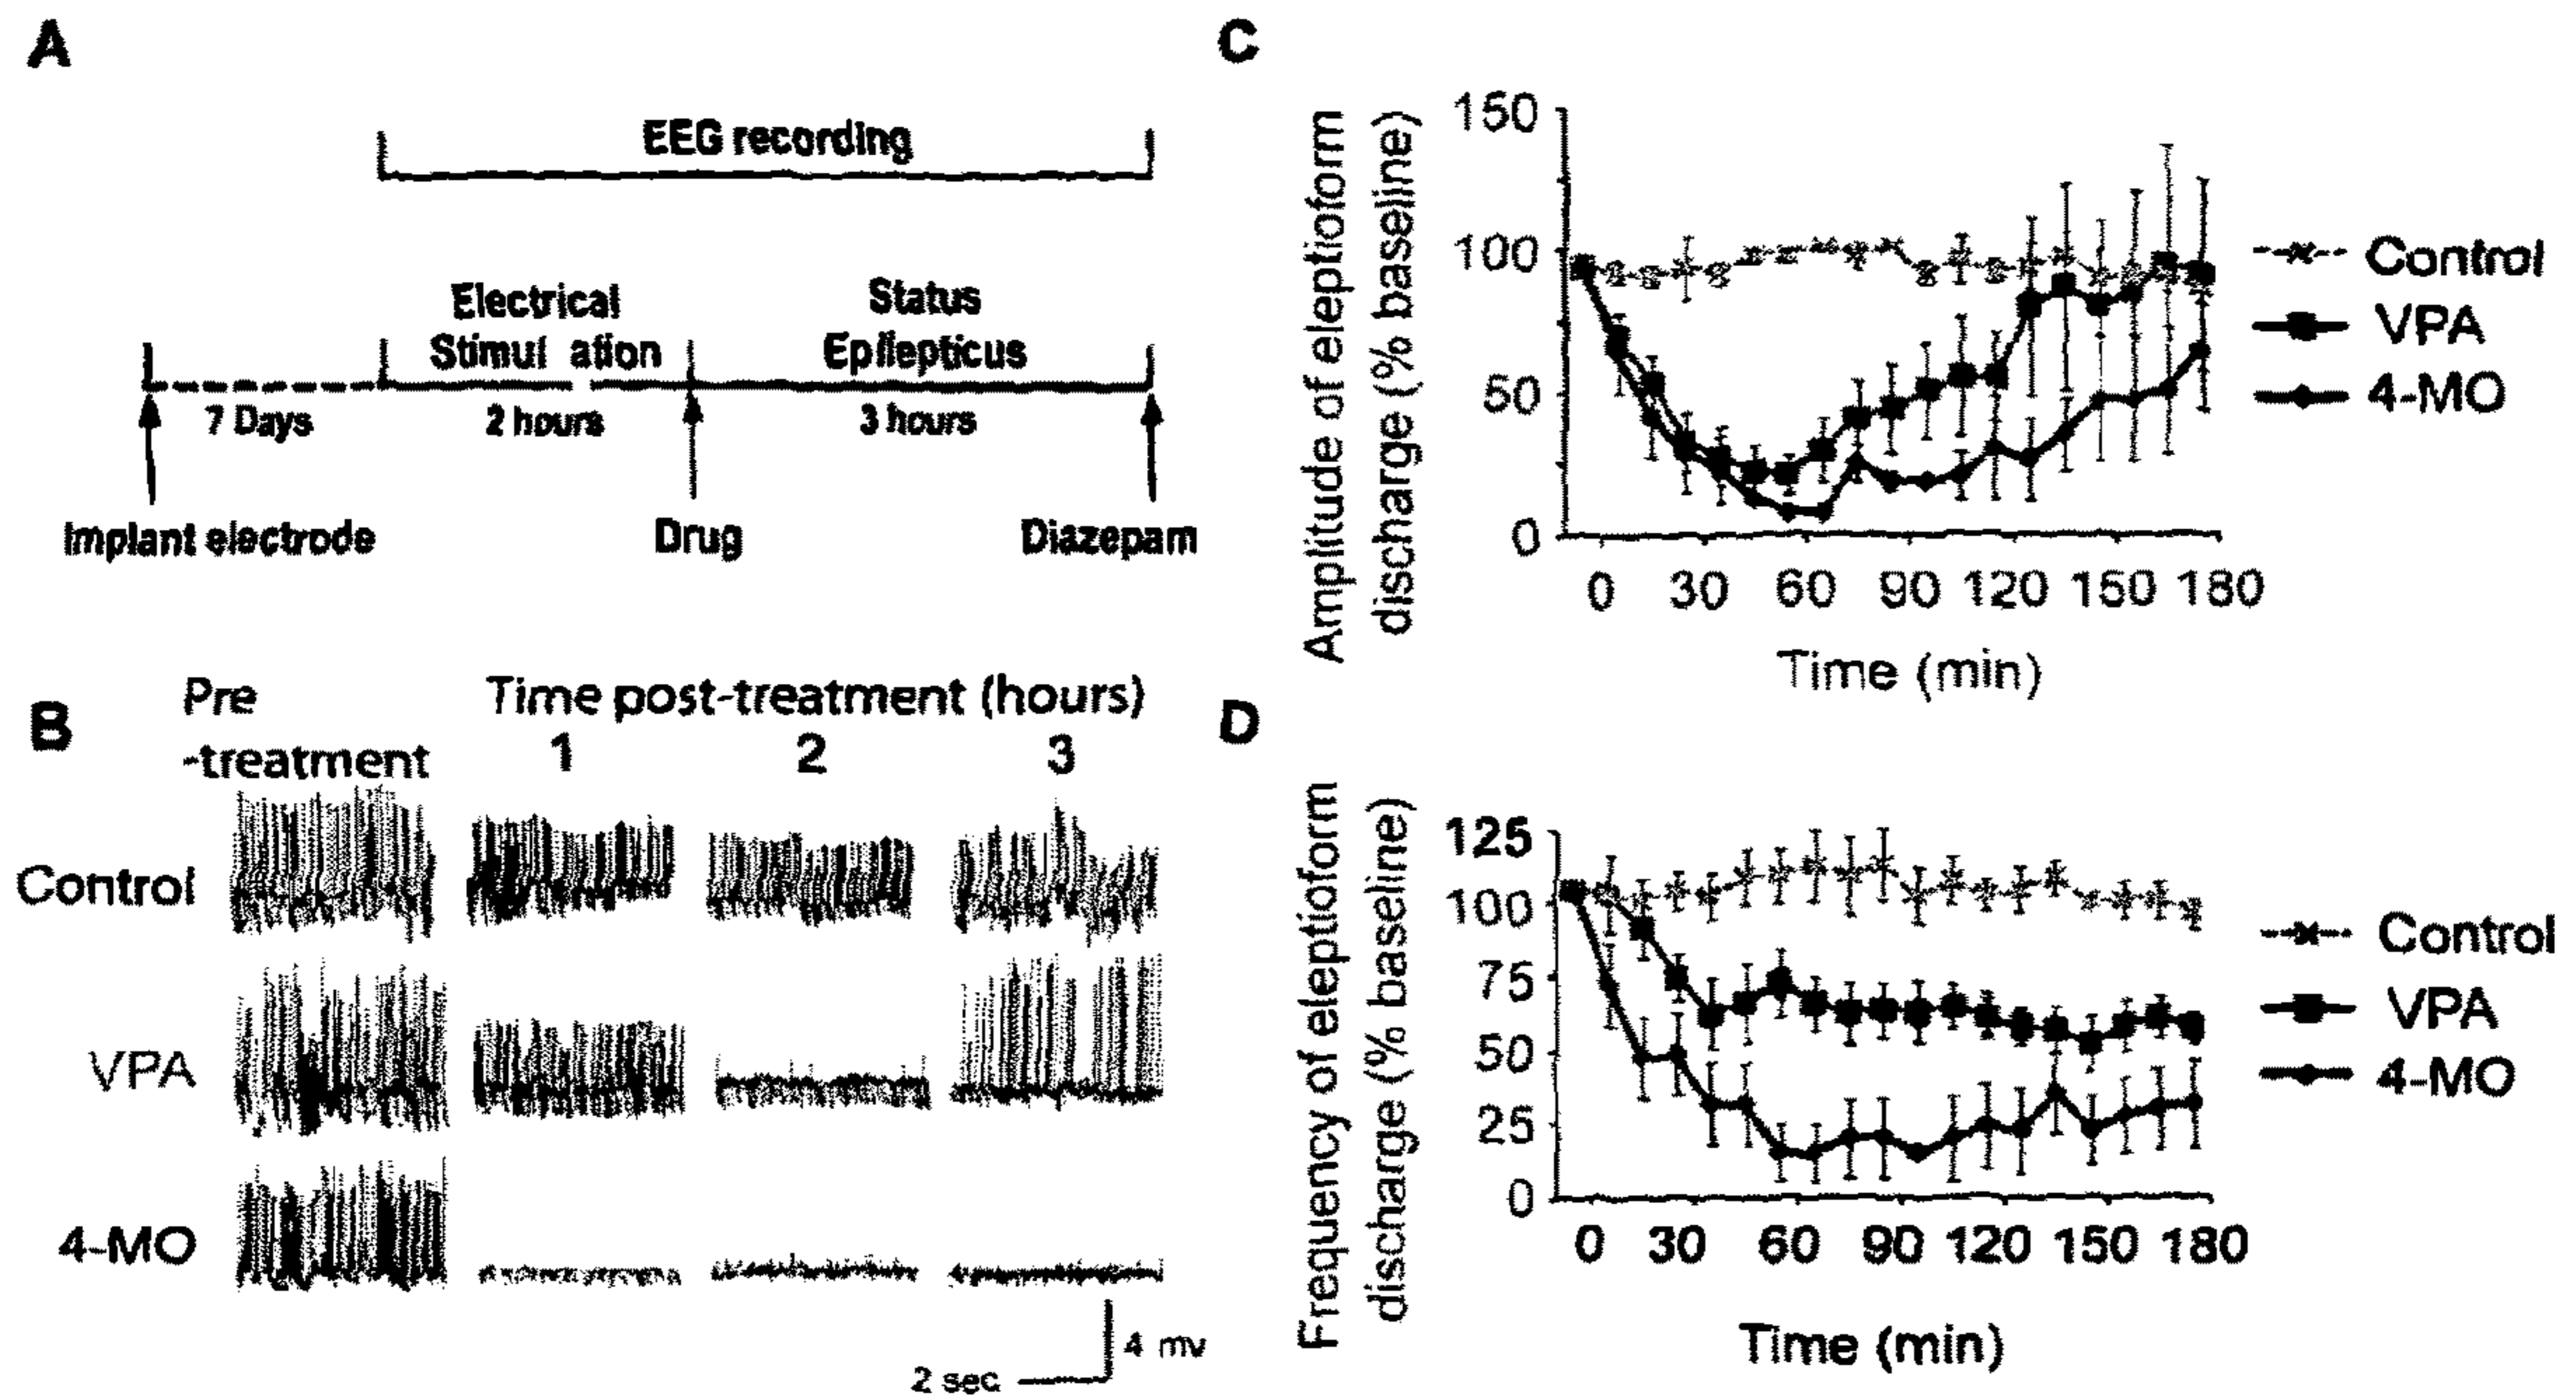 A
EEG recording
Electrical
Stimul ation
Status
Epilepticus
7 Days
2 hours
3 hours
Implant electrode
Drug
Diazepam
B
Pre
-treatment
Time post-treatment (hours)
1 2 3
Control
VPA
4-MO
4 mv
2 sec
C
Amplitude of eleptioform
discharge (% baseline)
150
100
50
0
0 30 60 90 120 150 180
Time (min)
Control
VPA
4-MO
D
Frequency of eleptioform
discharge (% baseline)
125
100
75
50
25
0
0 30 60 90 120 150 180
Time (min)
Control
VPA
4-MO